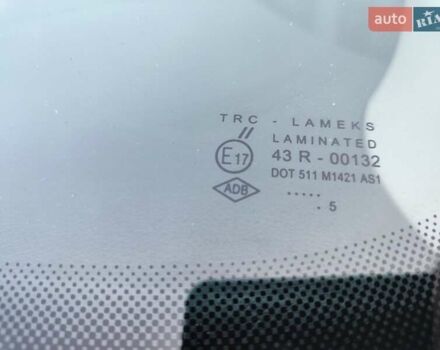 auto RIA
TRC - LAMEKS
//
LAMINATED
E17 43 R - 00132
DOT 511 M1421 AS1
ADB .....
. 5